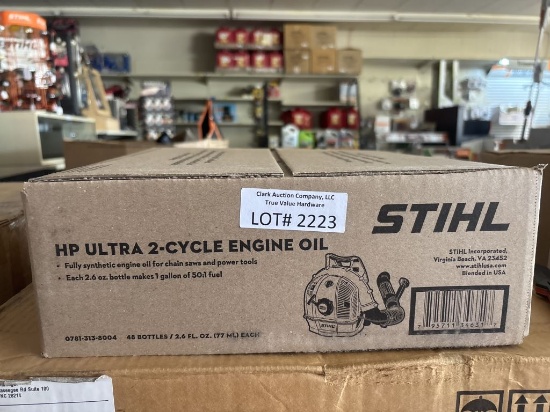 STIHL
Clark Auction Company, LLC
True Value Hardware
LOT# 2223
STIHL
HP ULTRA 2-CYCLE ENGINE OIL
• Fully synthetic engine oil for chain saws and power tools
• Each 2.6 oz. bottle makes 1 gallon of 50:1 fuel
STIHL Incorporated,
Virginia Beach, VA 23452
www.stihlusa.com
Blended in USA
0781-313-8004 48 BOTTLES / 2.6 FL. OZ. (77 ML) EACH
Rd Suite 100